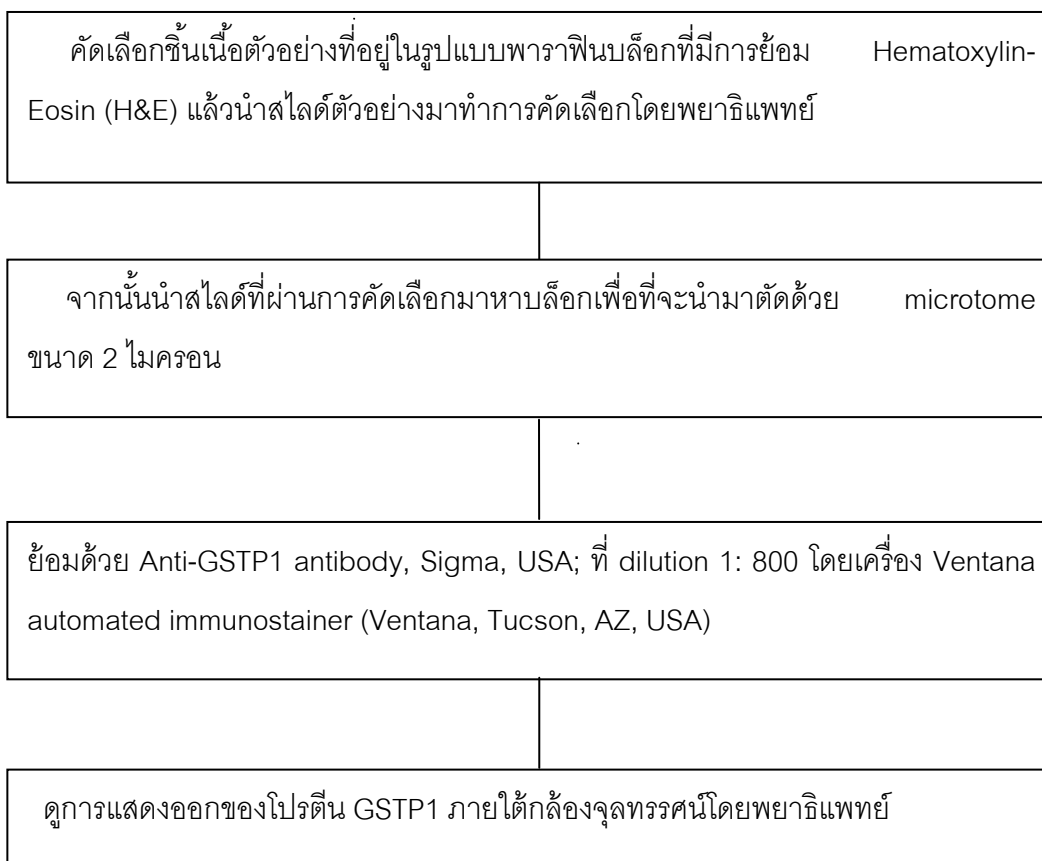 คัดเลือกชิ้นเนื้อตัวอย่างที่อยู่ในรูปแบบพาราฟินบล็อกที่มีการย้อม Hematoxylin-
Eosin (H&E) แล้วนำสไลด์ตัวอย่างมาทำการคัดเลือกโดยพยาธิแพทย์
จากนั้นนำสไลด์ที่ผ่านการคัดเลือกมาหาบล็อกเพื่อที่จะนำมาตัดด้วย microtome
ขนาด 2 ไมครอน
ย้อมด้วย Anti-GSTP1 antibody, Sigma, USA; ที่ dilution 1: 800 โดยเครื่อง Ventana
automated immunostainer (Ventana, Tucson, AZ, USA)
ดูการแสดงออกของโปรตีน GSTP1 ภายใต้กล้องจุลทรรศน์โดยพยาธิแพทย์